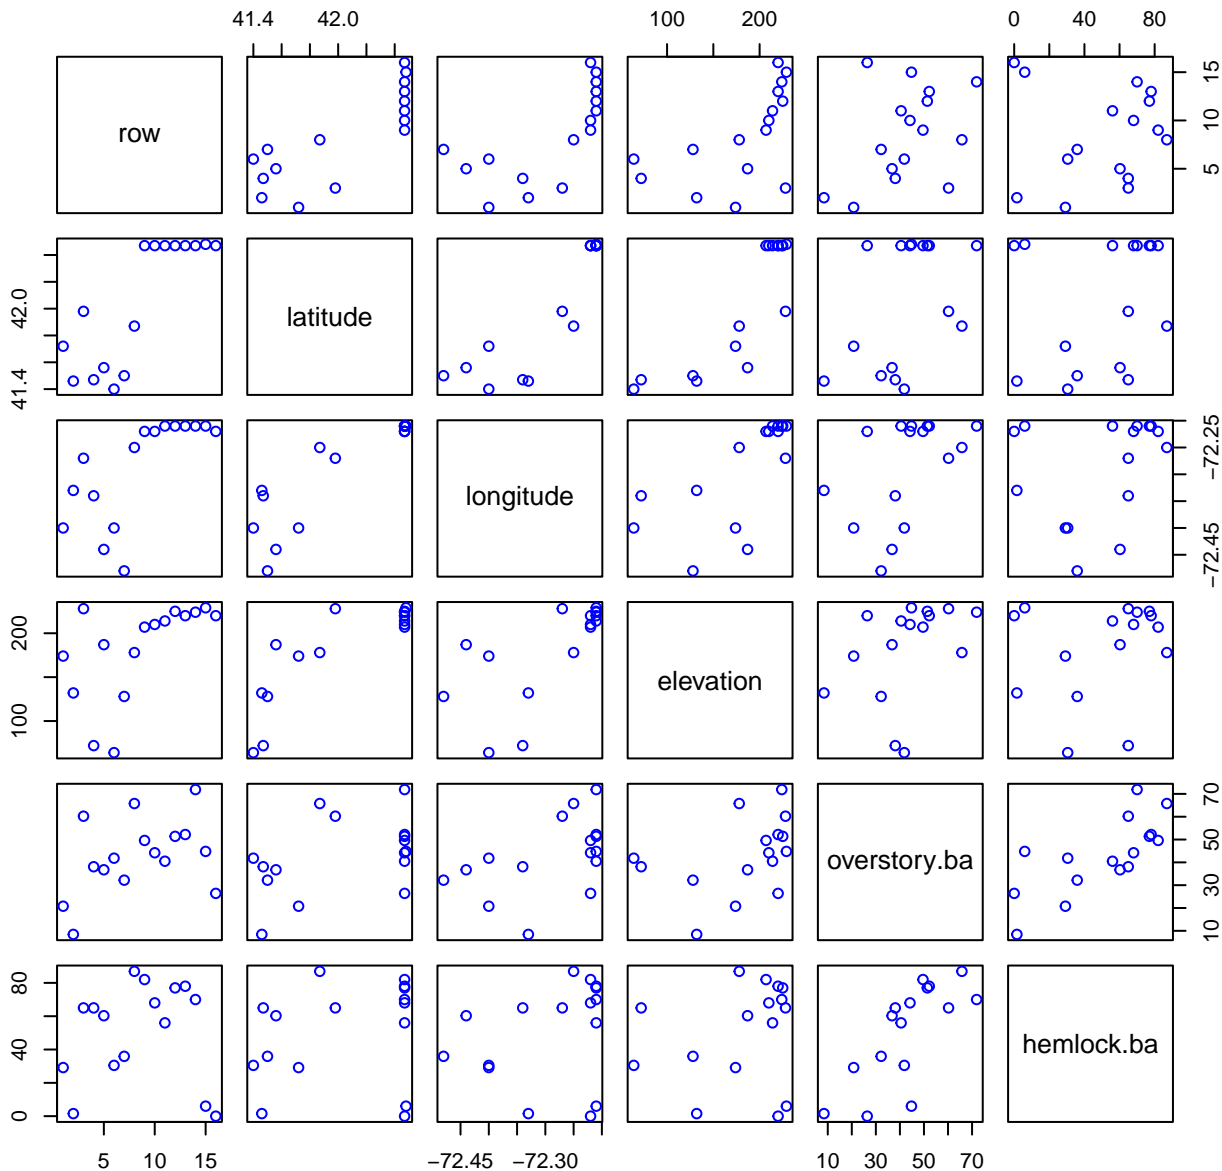 41.4 42.0 100 200 0 40 80
row 5 10 15
41.4 42.0 latitude
longitude -72.45 -72.25
100 200 elevation
overstory.ba 10 30 50 70
0 40 80 hemlock.ba
5 10 15 -72.45 -72.30 10 30 50 70